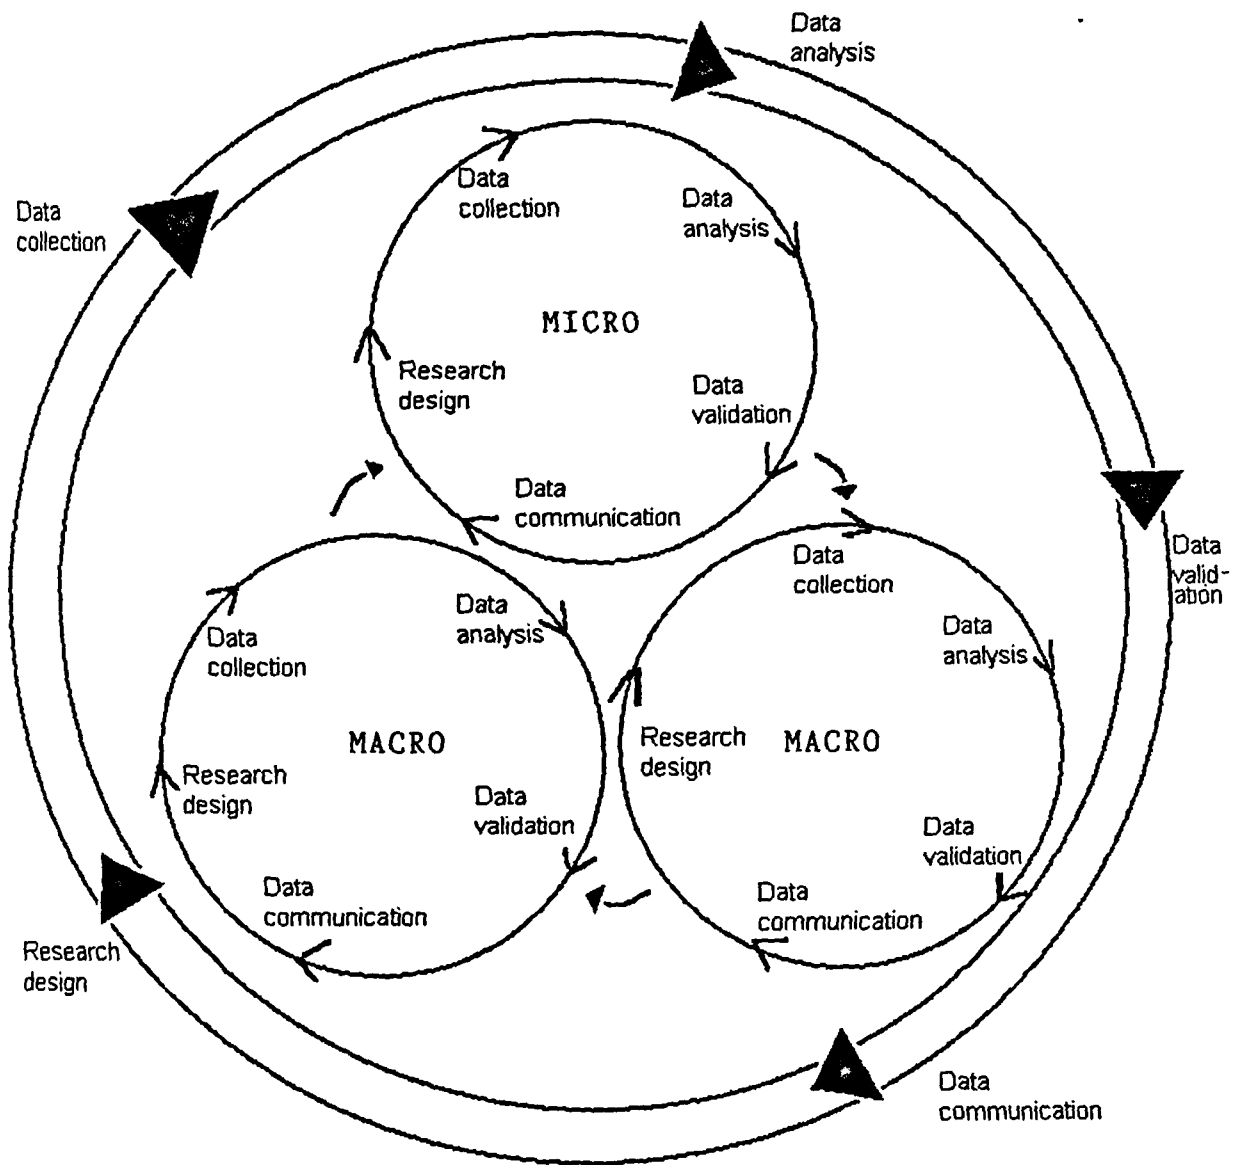 Data
analysis
Data
collection
Data
collection
Data
analysis
MICRO
Research
design
Data
validation
Data
communication
Data
valid-
ation
Data
collection
Data
analysis
Data
collection
Data
analysis
MACRO
Research
design
Data
validation
Data
communication
Research
design
MACRO
Data
validation
Data
communication
Research
design
Data
communication